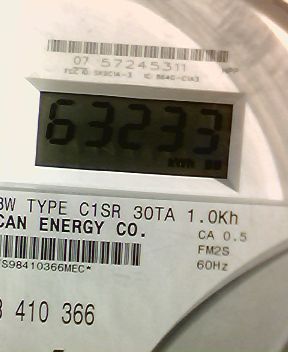 07 57245311
63233
KWH
3W TYPE C1SR 30TA 1.0Kh
CAN ENERGY CO.
CA 0.5
FM2S
60Hz
S98410366MEC*
410 366